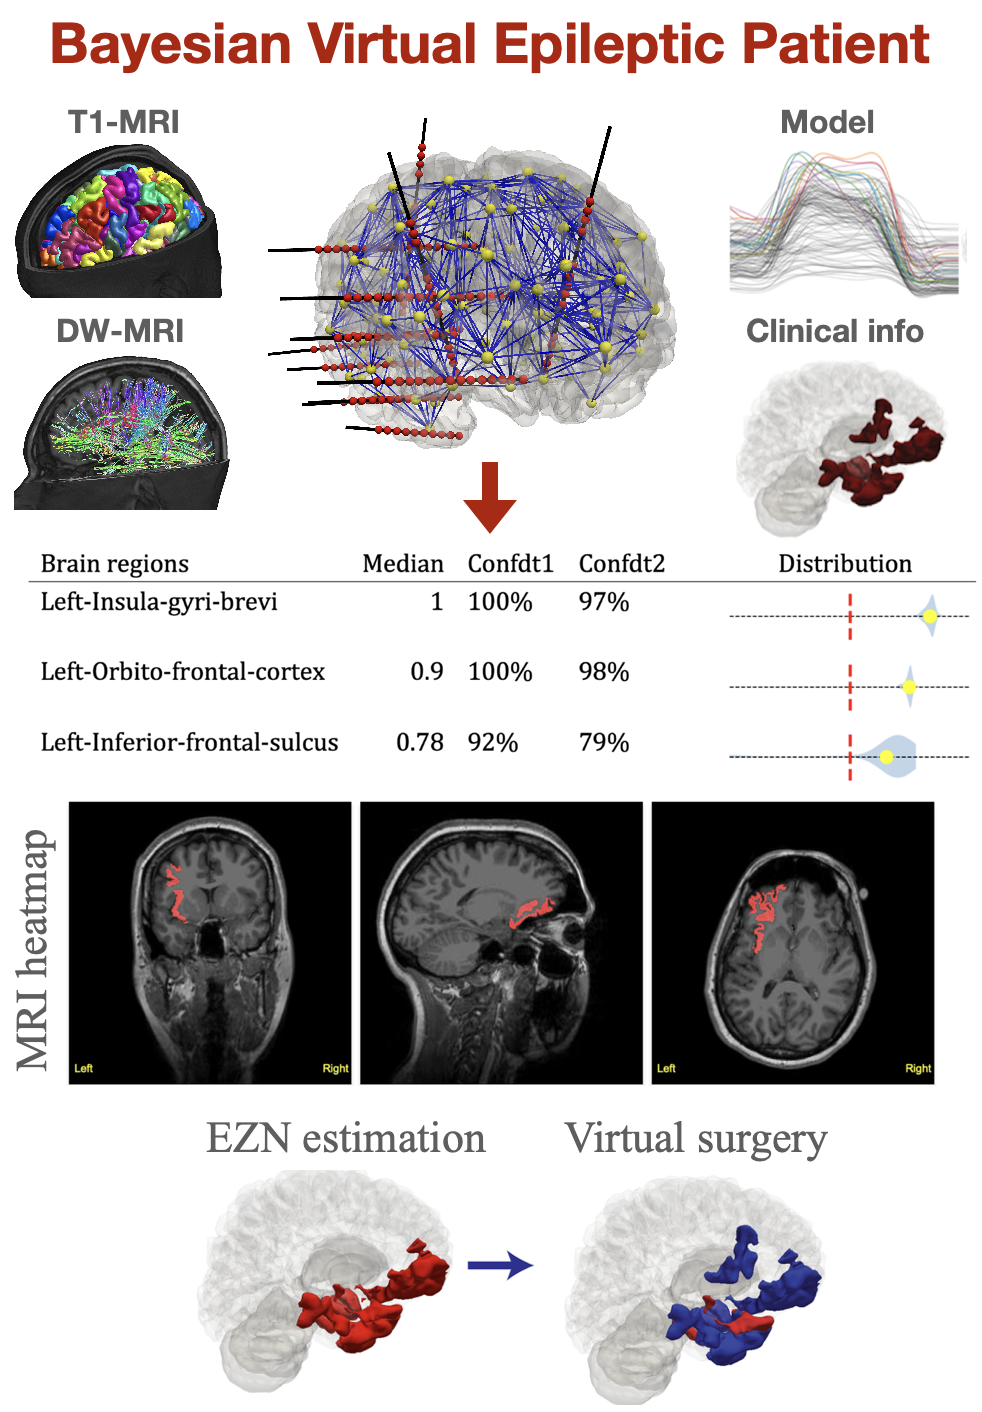 Bayesian Virtual Epileptic Patient
T1-MRI
Model
DW-MRI
Clinical info
Brain regions Median Confdt1 Confdt2 Distribution
Left-Insula-gyri-brevi 1 100% 97%
Left-Orbito-frontal-cortex 0.9 100% 98%
Left-Inferior-frontal-sulcus 0.78 92% 79%
MRI heatmap
Left Right
Left Right
EZN estimation
Virtual surgery